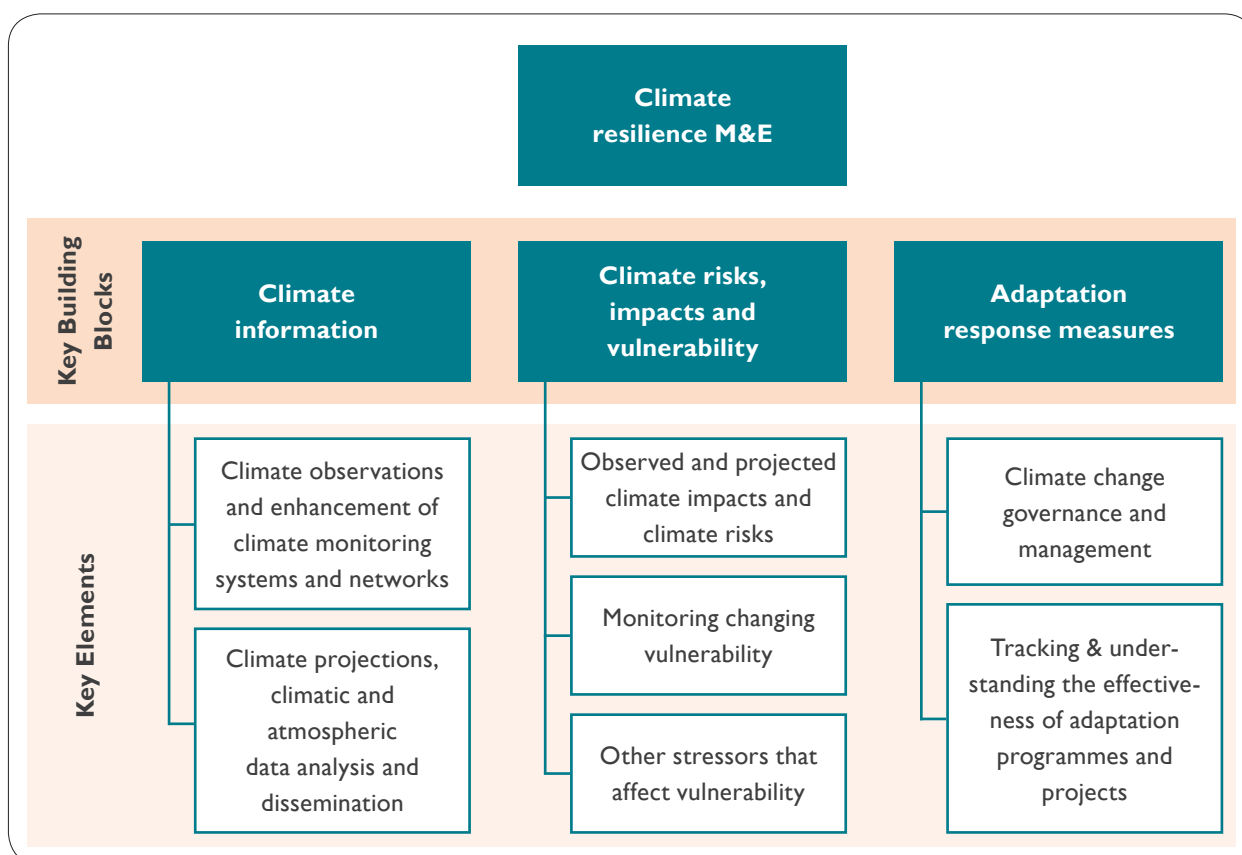 Climate
resilience M&E
Key Building
Blocks
Climate
information
Climate risks,
impacts and
vulnerability
Adaptation
response measures
Key Elements
Climate observations
and enhancement of
climate monitoring
systems and networks
Climate projections,
climatic and
atmospheric
data analysis and
dissemination
Observed and projected
climate impacts and
climate risks
Monitoring changing
vulnerability
Other stressors that
affect vulnerability
Climate change
governance and
management
Tracking & under-
standing the effective-
ness of adaptation
programmes and
projects